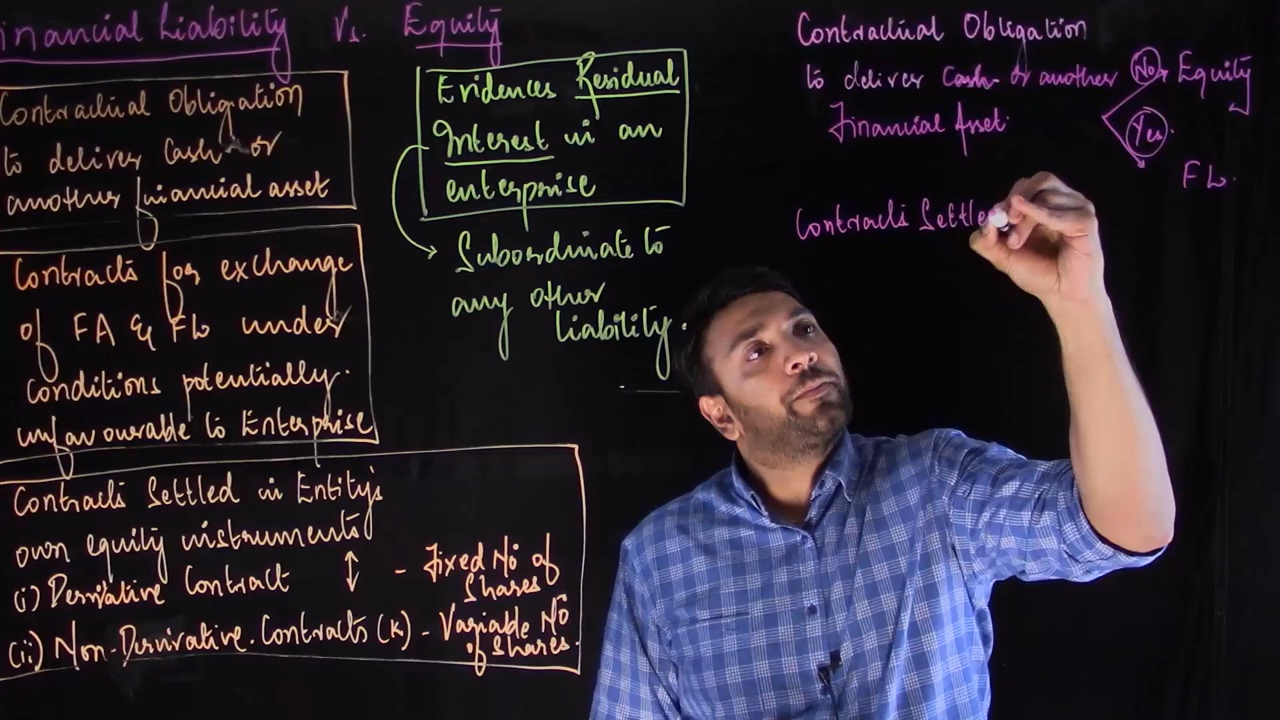 inancial Liability Vs. Equity
Contractual Obligation
to deliver Cash or
another financial asset
Contracts for exchange
of FA & FL under
conditions potentially
unfavourable to Enterprise
Contracts Settled in Entity's
own equity instruments
(i) Derivative Contract
(ii) Non-Derivative Contracts (K)
- Fixed No of
Shares
- Variable No
of Shares.
Evidences Residual
Interest in an
enterprise
Subordinate to
any other
liability.
Contractual Obligation
to deliver Cash or another
Financial Asset.
No Equity
Yes.
FL.
Contracts Settle